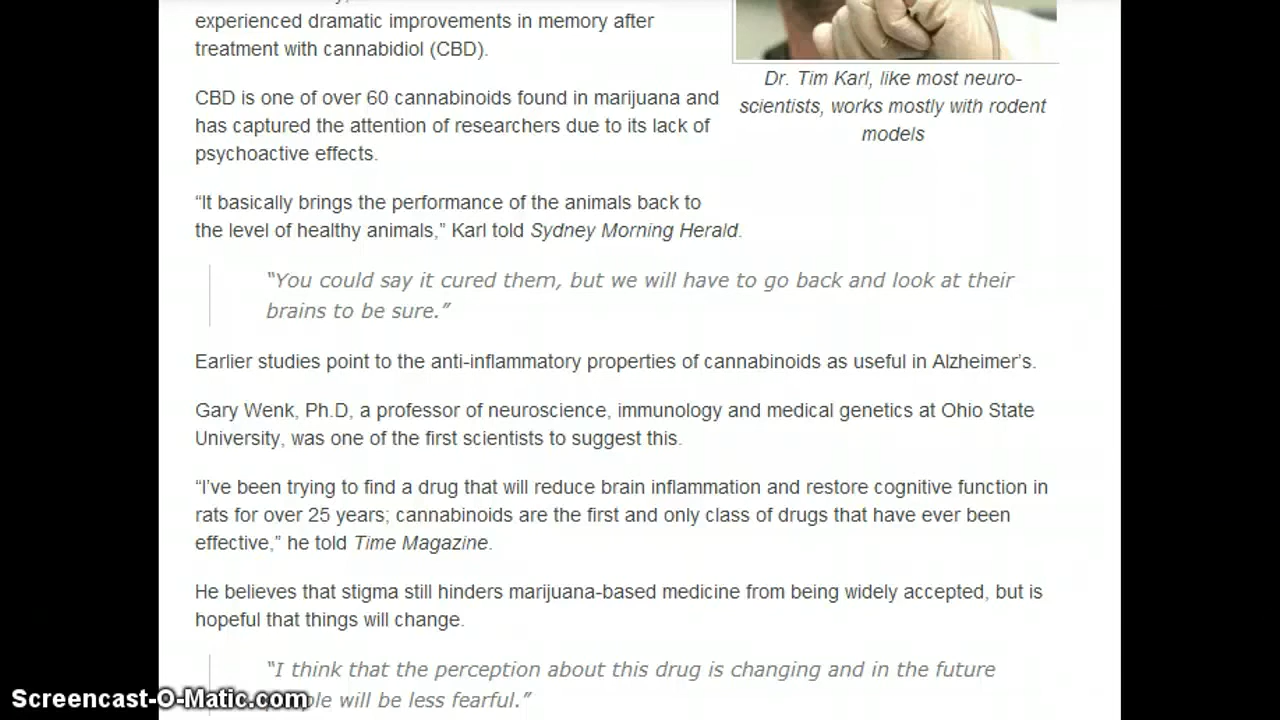 experienced dramatic improvements in memory after
treatment with cannabidiol (CBD).
Dr. Tim Karl, like most neuro-
scientists, works mostly with rodent
models
CBD is one of over 60 cannabinoids found in marijuana and
has captured the attention of researchers due to its lack of
psychoactive effects.
“It basically brings the performance of the animals back to
the level of healthy animals,” Karl told Sydney Morning Herald.
“You could say it cured them, but we will have to go back and look at their
brains to be sure.”
Earlier studies point to the anti-inflammatory properties of cannabinoids as useful in Alzheimer’s.
Gary Wenk, Ph.D, a professor of neuroscience, immunology and medical genetics at Ohio State
University, was one of the first scientists to suggest this.
“I’ve been trying to find a drug that will reduce brain inflammation and restore cognitive function in
rats for over 25 years; cannabinoids are the first and only class of drugs that have ever been
effective,” he told Time Magazine.
He believes that stigma still hinders marijuana-based medicine from being widely accepted, but is
hopeful that things will change.
“I think that the perception about this drug is changing and in the future
will be less fearful.”
Screencast-O-Matic.com